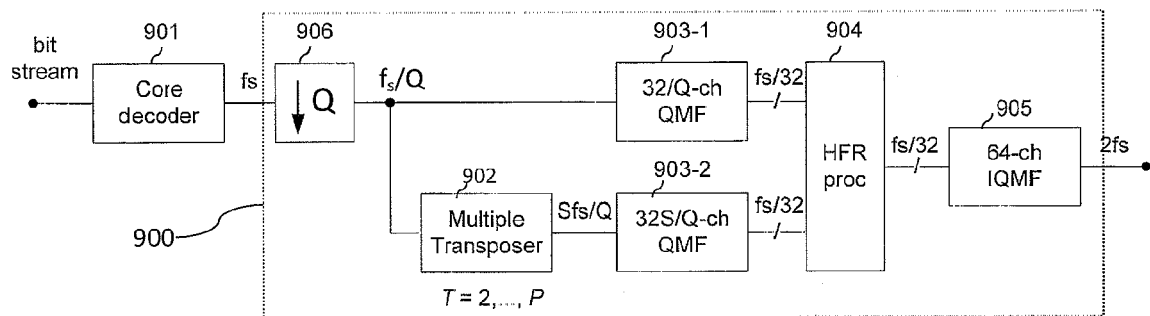 bit
stream
901
Core
decoder
fs
906
↓ Q
f_s/Q
903-1
32/Q-ch
QMF
fs/32
904
HFR
proc
fs/32
905
64-ch
IQMF
2fs
900
902
Multiple
Transposer
T = 2,..., P
Sfs/Q
903-2
32S/Q-ch
QMF
fs/32